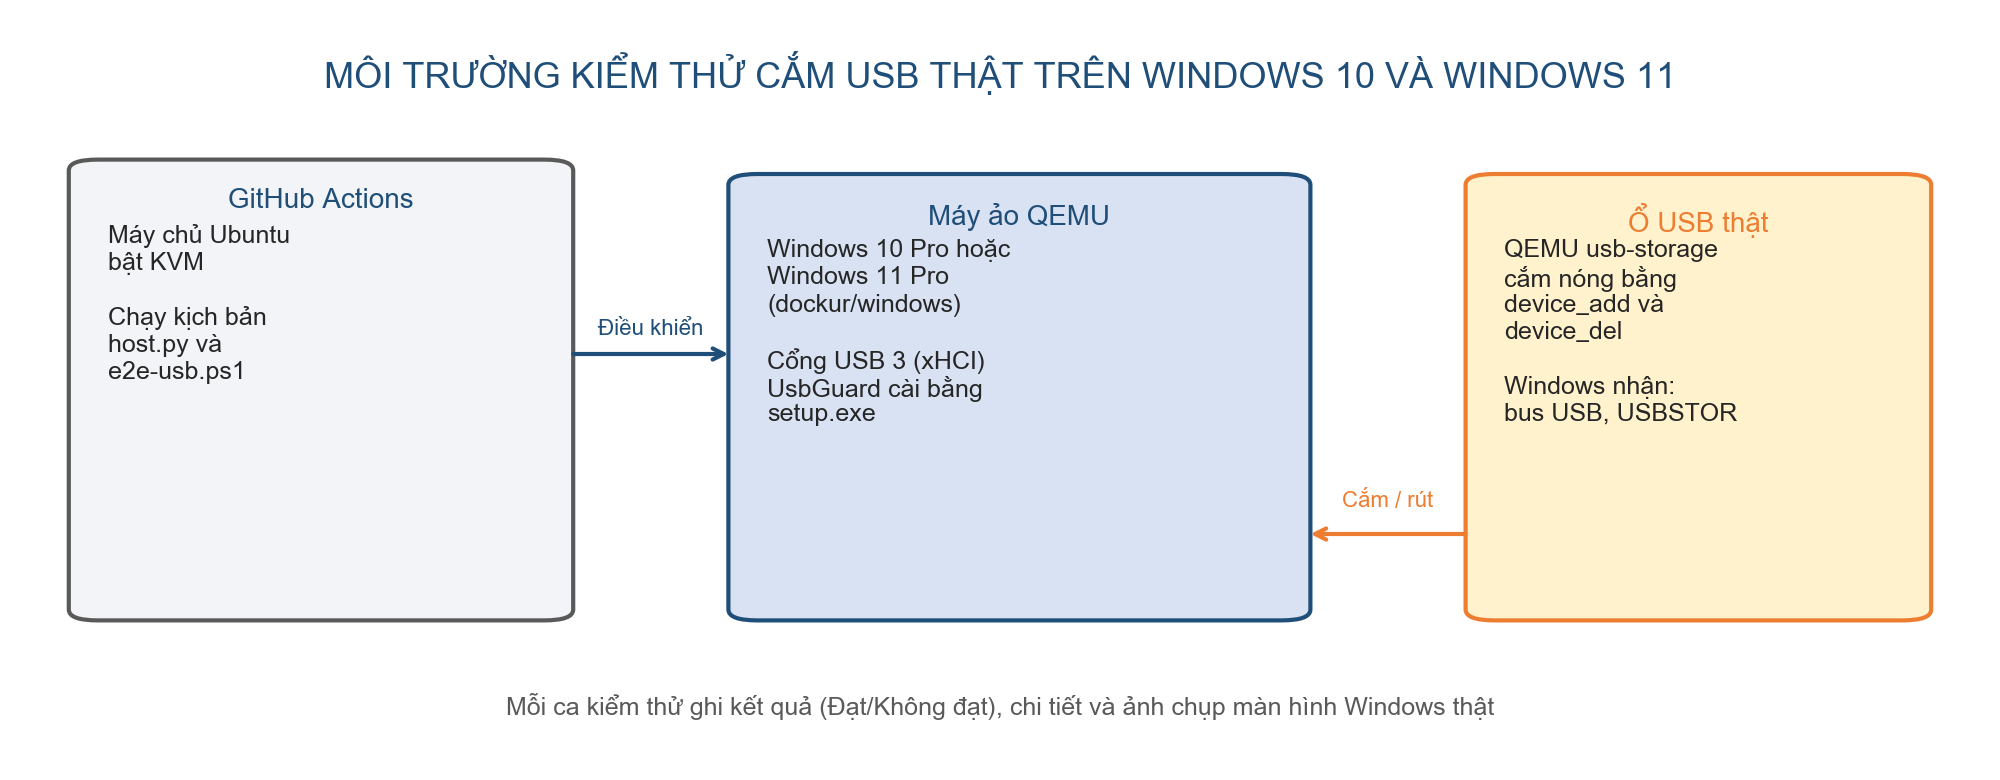 MÔI TRƯỜNG KIỂM THỬ CẮM USB THẬT TRÊN WINDOWS 10 VÀ WINDOWS 11
GitHub Actions
Máy chủ Ubuntu
bật KVM
Chạy kịch bản
host.py và
e2e-usb.ps1
Điều khiển
Máy ảo QEMU
Windows 10 Pro hoặc
Windows 11 Pro
(dockur/windows)
Cổng USB 3 (xHCI)
UsbGuard cài bằng
setup.exe
Cắm / rút
Ổ USB thật
QEMU usb-storage
cắm nóng bằng
device_add và
device_del
Windows nhận:
bus USB, USBSTOR
Mỗi ca kiểm thử ghi kết quả (Đạt/Không đạt), chi tiết và ảnh chụp màn hình Windows thật